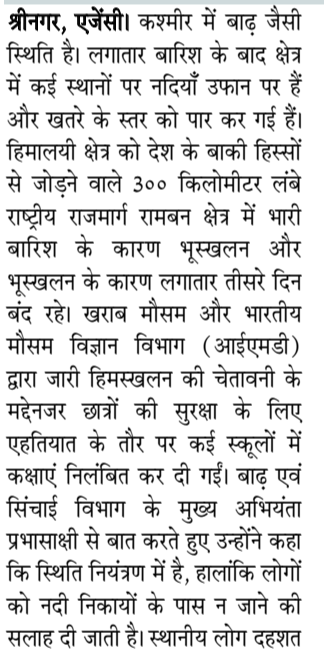 श्रीनगर, एजेंसी। कश्मीर में बाढ़ जैसी
स्थिति है। लगातार बारिश के बाद क्षेत्र
में कई स्थानों पर नदियाँ उफान पर हैं
और खतरे के स्तर को पार कर गई हैं।
हिमालयी क्षेत्र को देश के बाकी हिस्सों
से जोड़ने वाले ३०० किलोमीटर लंबे
राष्ट्रीय राजमार्ग रामबन क्षेत्र में भारी
बारिश के कारण भूस्खलन और
भूस्खलन के कारण लगातार तीसरे दिन
बंद रहे। खराब मौसम और भारतीय
मौसम विज्ञान विभाग (आईएमडी)
द्वारा जारी हिमस्खलन की चेतावनी के
मद्देनजर छात्रों की सुरक्षा के लिए
एहतियात के तौर पर कई स्कूलों में
कक्षाएं निलंबित कर दी गईं। बाढ़ एवं
सिंचाई विभाग के मुख्य अभियंता
प्रभासाक्षी से बात करते हुए उन्होंने कहा
कि स्थिति नियंत्रण में है, हालांकि लोगों
को नदी निकायों के पास न जाने की
सलाह दी जाती है। स्थानीय लोग दहशत